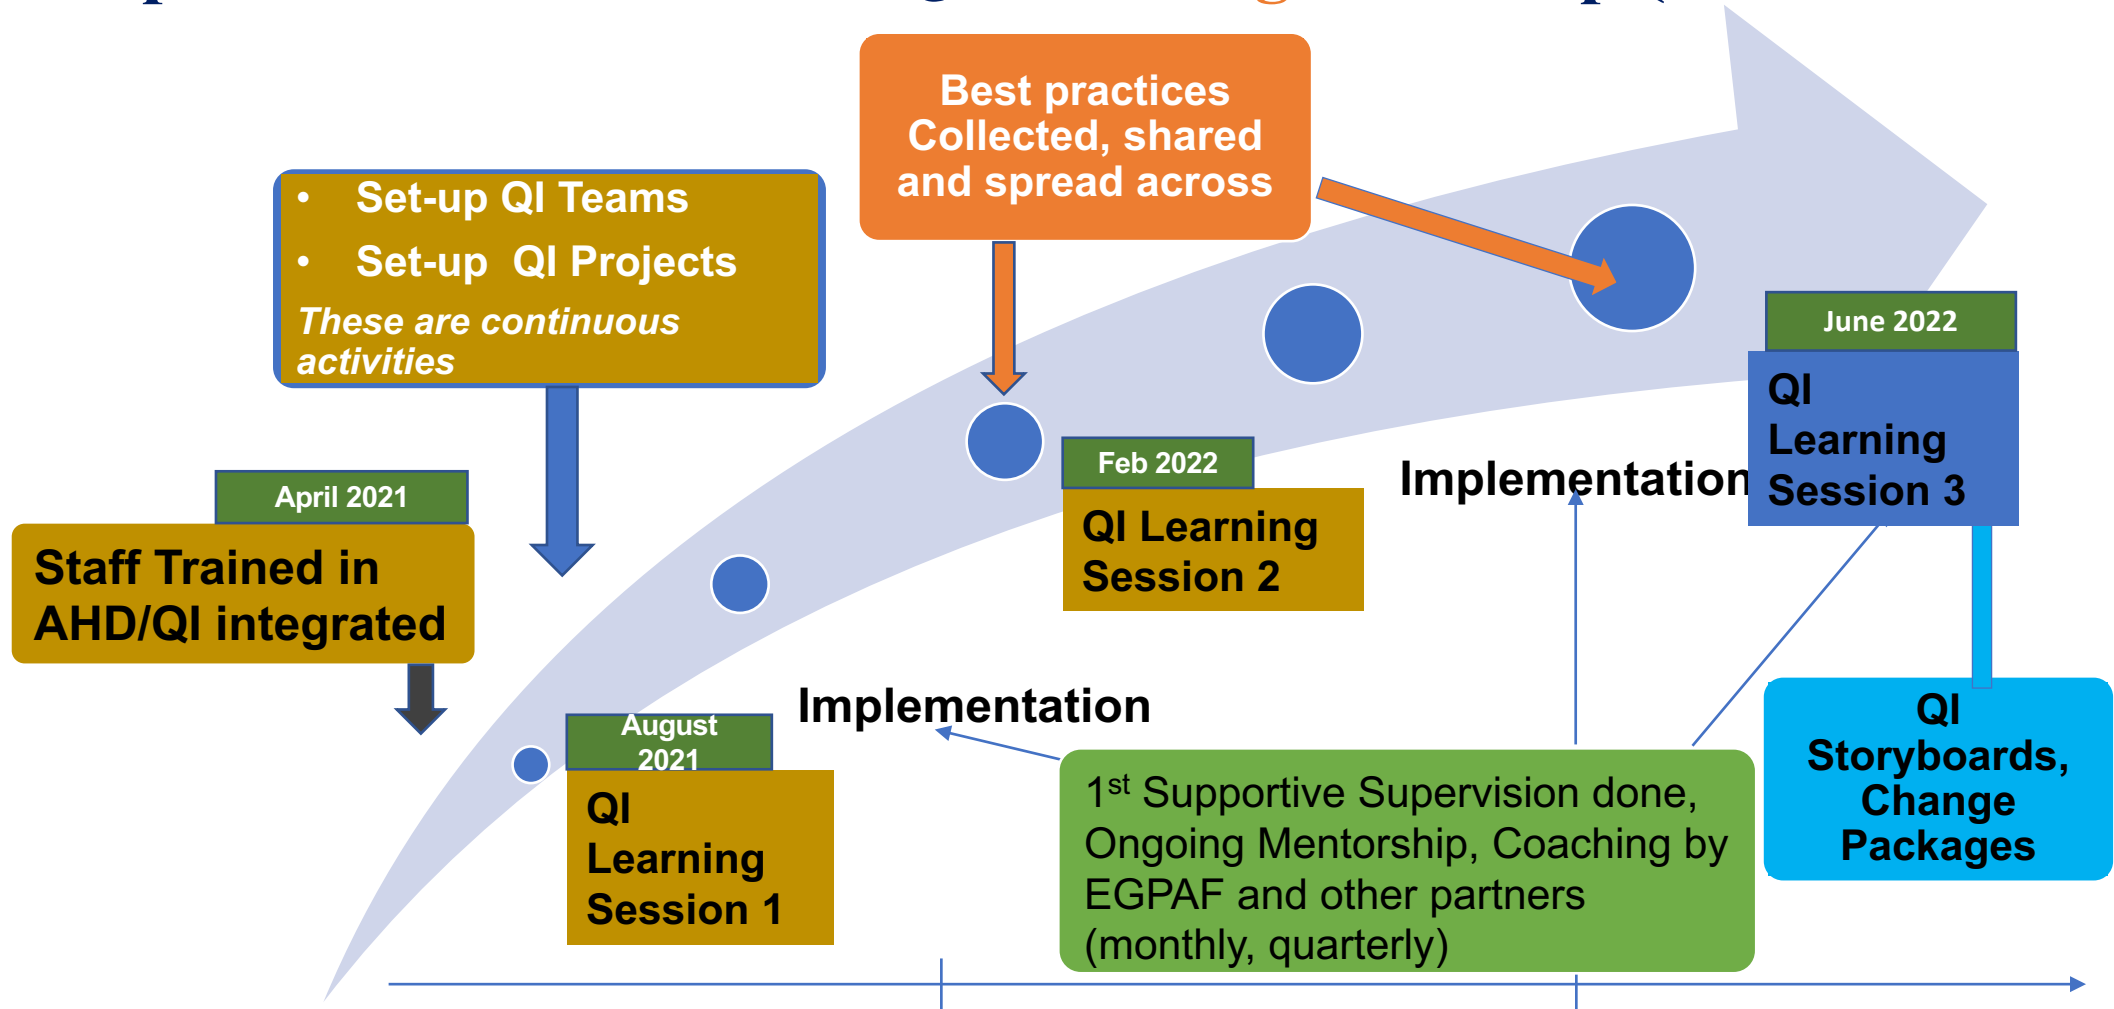 Best practices
Collected, shared
and spread across
• Set-up QI Teams
• Set-up QI Projects
These are continuous
activities
June 2022
QI
Learning
Session 3
Feb 2022
QI Learning
Session 2
Implementation
April 2021
Staff Trained in
AHD/QI integrated
Implementation
August
2021
QI
Learning
Session 1
1st Supportive Supervision done,
Ongoing Mentorship, Coaching by
EGPAF and other partners
(monthly, quarterly)
QI
Storyboards,
Change
Packages